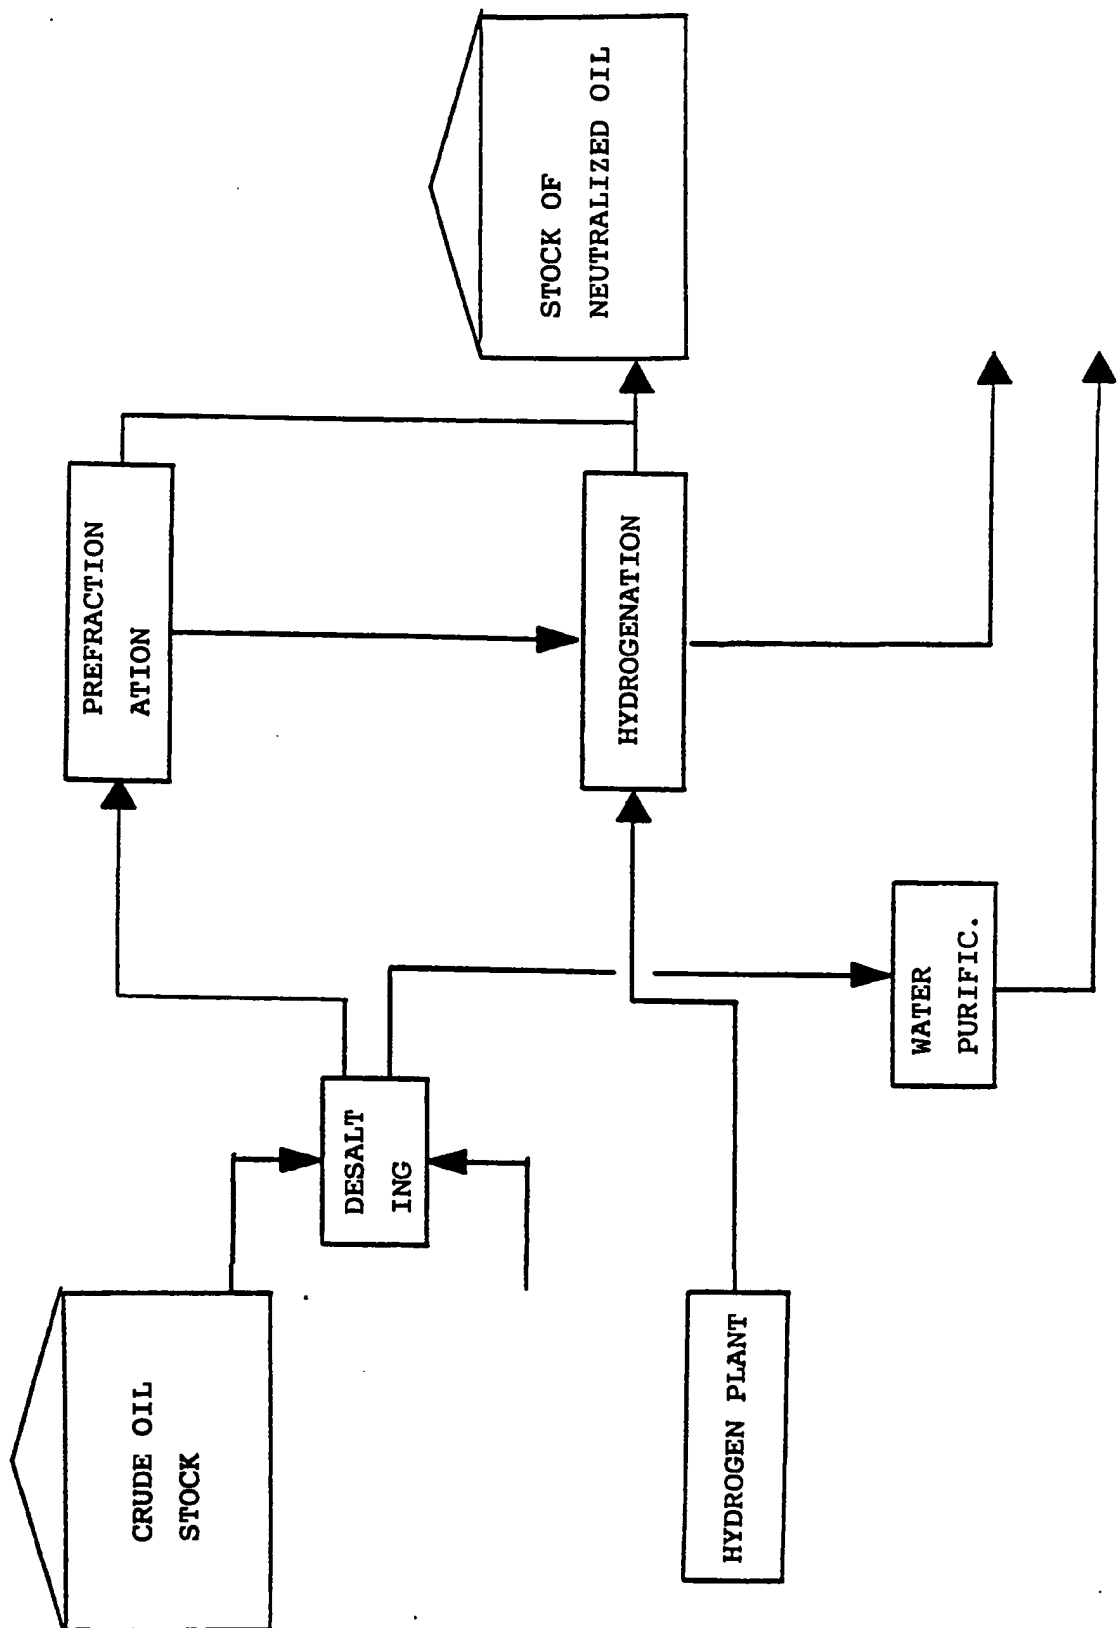 CRUDE OIL
STOCK
DESALT
ING
PREFRACTION
ATION
HYDROGEN PLANT
HYDROGENATION
WATER
PURIFIC.
STOCK OF
NEUTRALIZED OIL